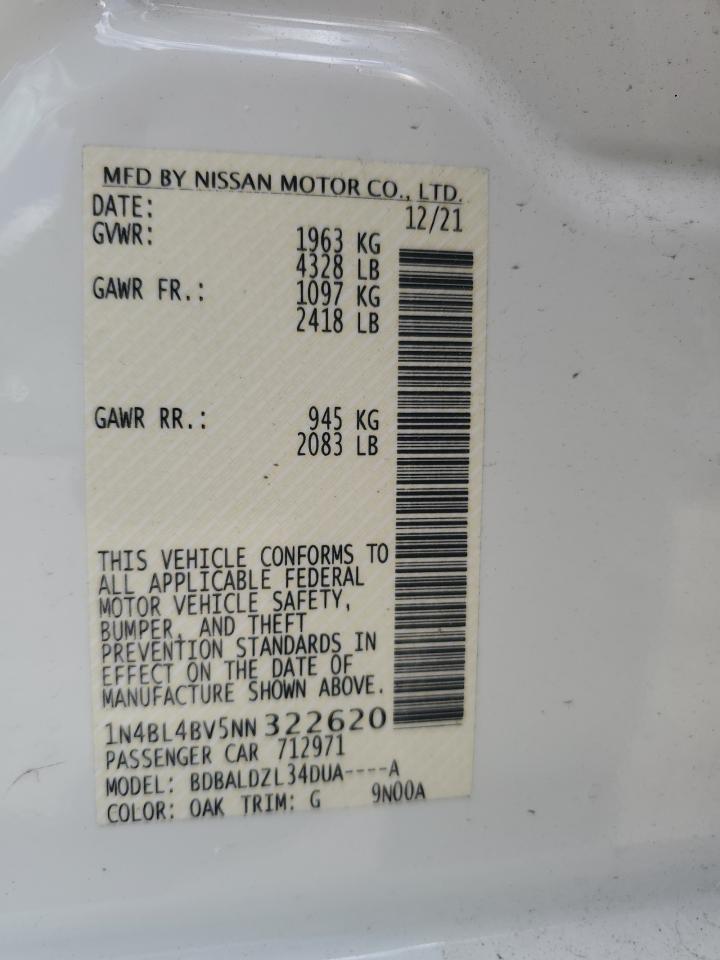 MFD BY NISSAN MOTOR CO., LTD.
DATE: 12/21
GVWR: 1963 KG
4328 LB
GAWR FR.: 1097 KG
2418 LB
GAWR RR.: 945 KG
2083 LB
THIS VEHICLE CONFORMS TO
ALL APPLICABLE FEDERAL
MOTOR VEHICLE SAFETY,
BUMPER, AND THEFT
PREVENTION STANDARDS IN
EFFECT ON THE DATE OF
MANUFACTURE SHOWN ABOVE.
1N4BL4BV5NN322620
PASSENGER CAR 712971
MODEL: BDBALDZL34DUA----A
COLOR: OAK TRIM: G 9N00A